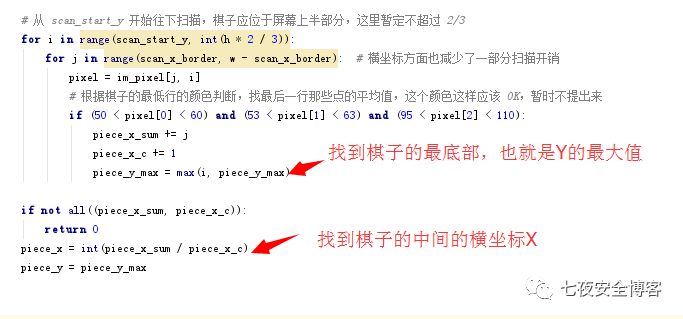 # 从 scan_start_y 开始往下扫描，棋子应位于屏幕上半部分，这里暂定不超过 2/3
for i in range(scan_start_y, int(h * 2 / 3)):
for j in range(scan_x_border, w - scan_x_border): # 横坐标方面也减少了一部分扫描开销
pixel = im_pixel[j, i]
# 根据棋子的最低行的颜色判断，找最后一行那些点的平均值，这个颜色这样应该 OK，暂时不提出来
if (50 < pixel[0] < 60) and (53 < pixel[1] < 63) and (95 < pixel[2] < 110):
piece_x_sum += j
piece_x_c += 1
piece_y_max = max(i, piece_y_max)
找到棋子的最底部，也就是Y的最大值
if not all((piece_x_sum, piece_x_c)):
return 0
piece_x = int(piece_x_sum / piece_x_c)
找到棋子的中间的横坐标X
piece_y = piece_y_max
七夜安全博客